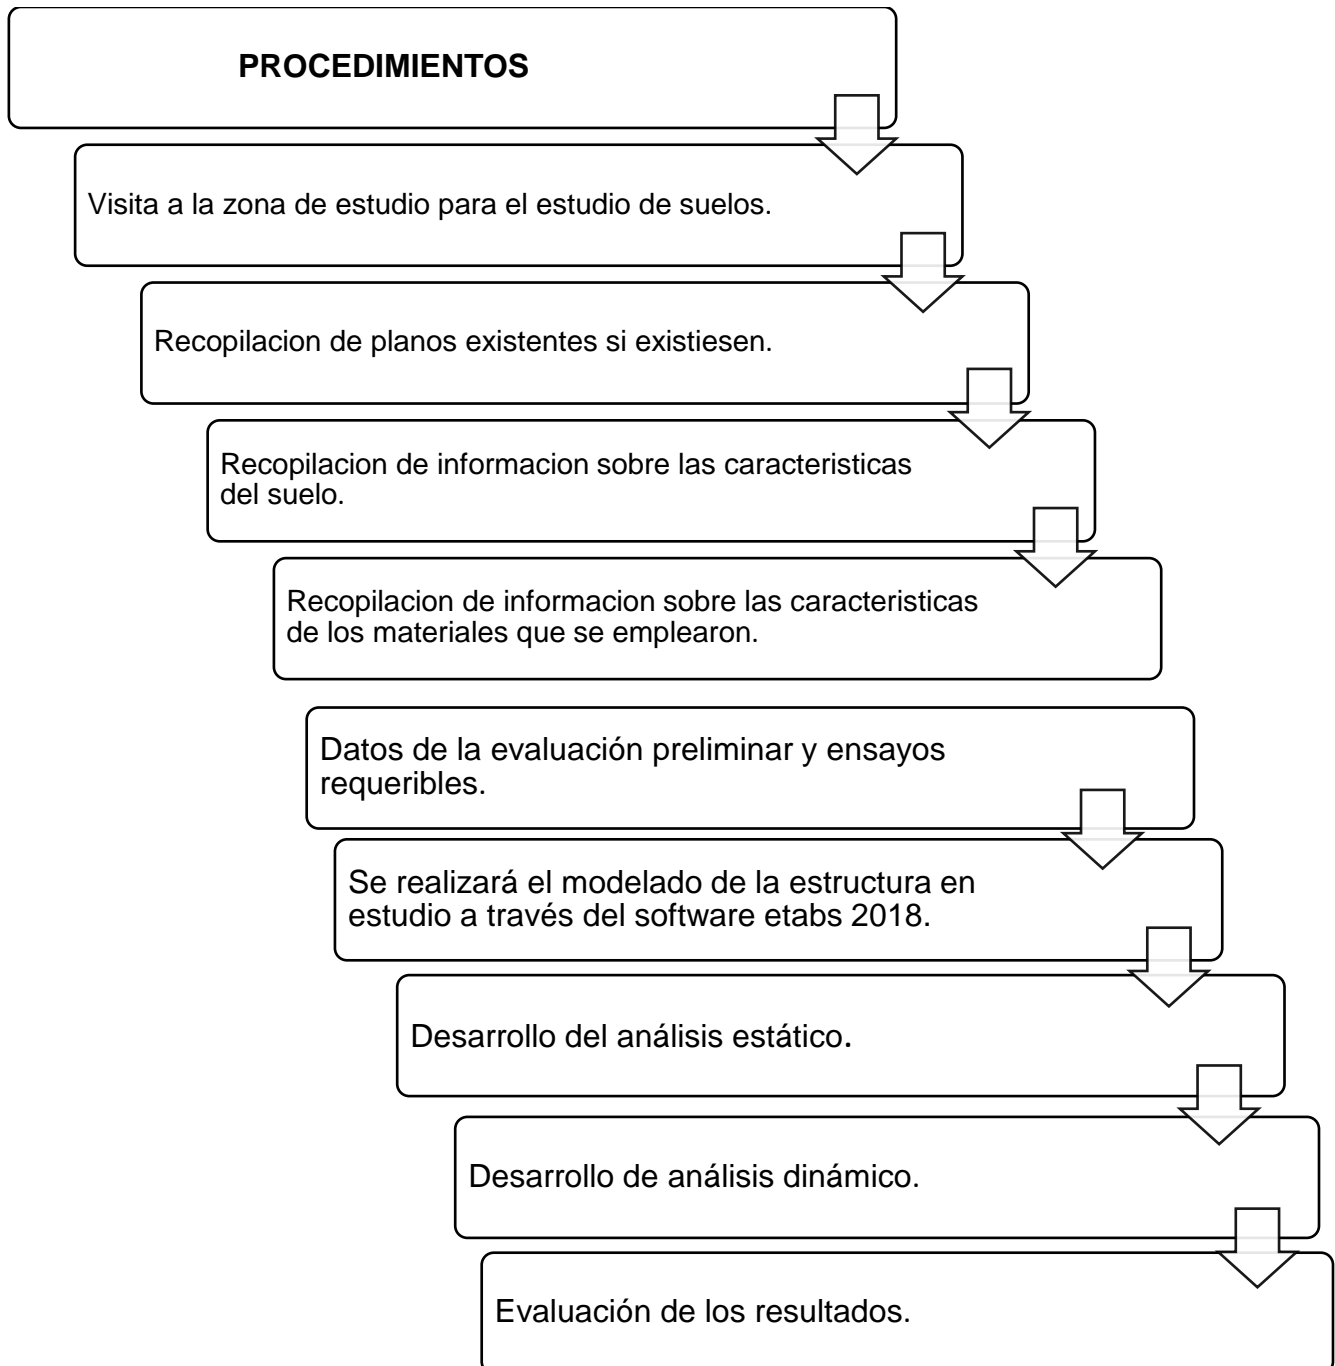 PROCEDIMIENTOS
Visita a la zona de estudio para el estudio de suelos.
Recopilacion de planos existentes si existiesen.
Recopilacion de informacion sobre las caracteristicas
del suelo.
Recopilacion de informacion sobre las caracteristicas
de los materiales que se emplearon.
Datos de la evaluación preliminar y ensayos
requeribles.
Se realizará el modelado de la estructura en
estudio a través del software etabs 2018.
Desarrollo del análisis estático.
Desarrollo de análisis dinámico.
Evaluación de los resultados.